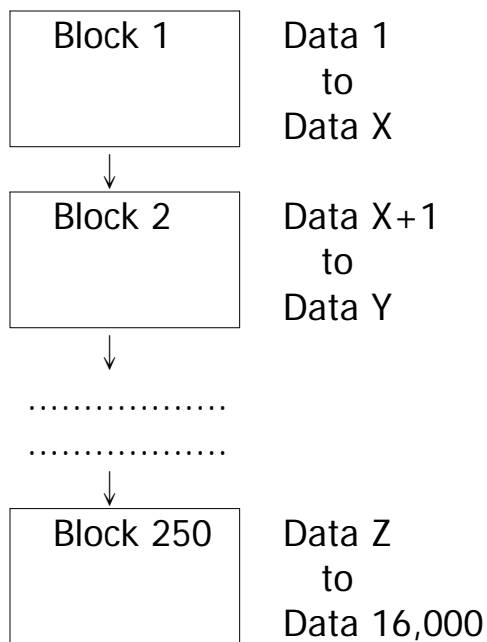 Block 1
Data 1
to
Data X
Block 2
Data X+1
to
Data Y
..................
..................
Block 250
Data Z
to
Data 16,000